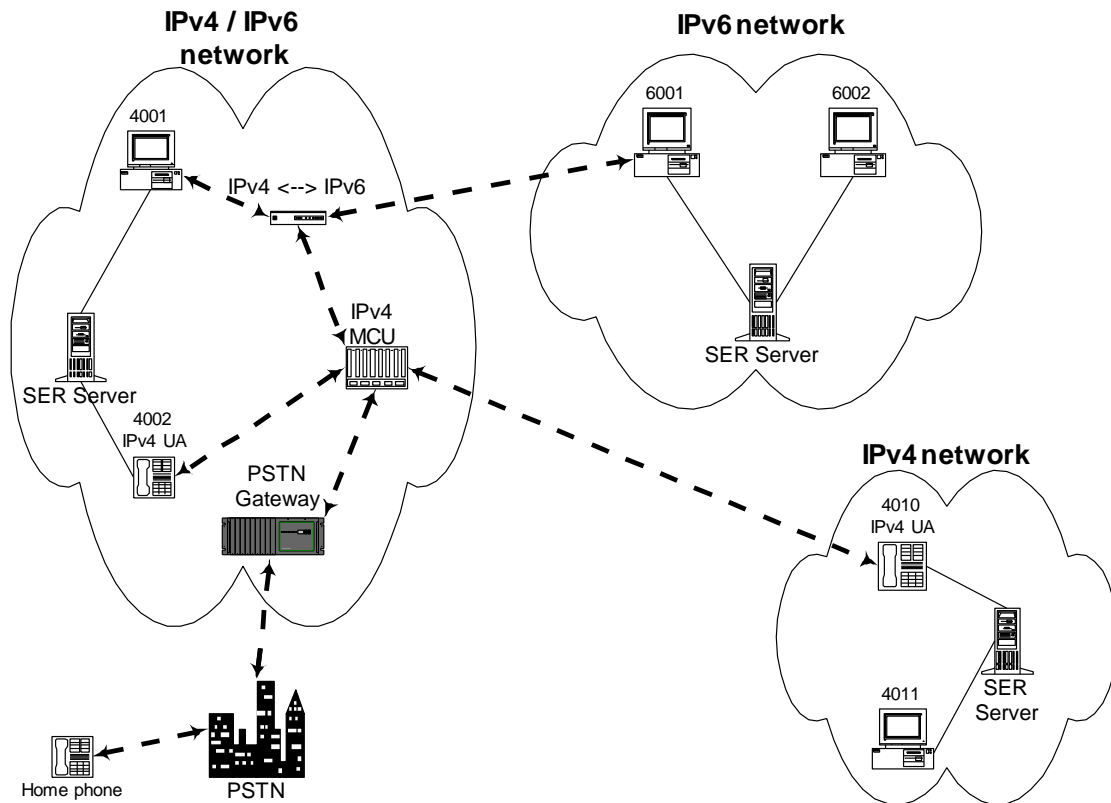 IPv4 / IPv6
network
IPv6 network
4001
6001
6002
IPv4 <--> IPv6
IPv4
MCU
SER Server
SER Server
4002
IPv4 UA
IPv4 network
PSTN
Gateway
4010
IPv4 UA
4011
SER
Server
Home phone
PSTN